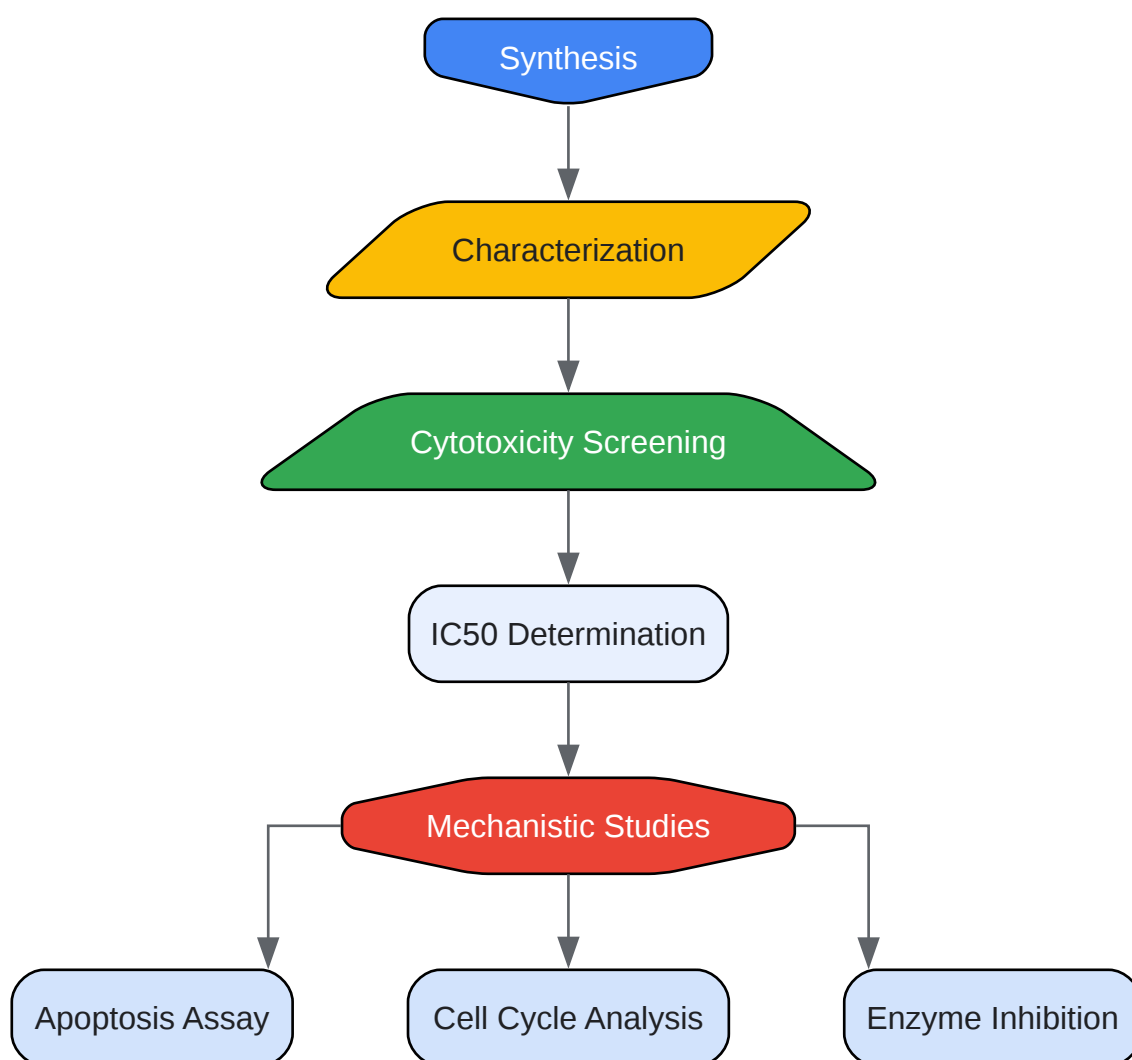 Synthesis
Characterization
Cytotoxicity Screening
IC50 Determination
Mechanistic Studies
Apoptosis Assay
Cell Cycle Analysis
Enzyme Inhibition